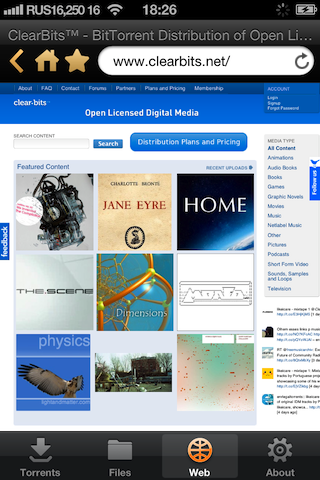 RUS16,250 16 18:26
ClearBits™ - BitTorrent Distribution of Open Li...
www.clearbits.net/
About FAQ Contact Forums Partners Plans and Pricing Membership
ACCOUNT
Login
Signup
Forgot Password
clear-bits
Open Licensed Digital Media
SEARCH CONTENT
Search
Distribution Plans and Pricing
MEDIA TYPE
All Content
Animations
Audio Books
Books
Games
Graphic Novels
Movies
Music
Netlabel Music
Other
Pictures
Podcasts
Short Form Video
Sounds, Samples
and Loops
Television
Follow us
feedback
Featured Content
RECENT UPLOADS
CHARLOTTE BRONTË
JANE EYRE
HOME
THE.SCENE
Dimensions
physics
lightandmatter.com
Torrents
Files
Web
About